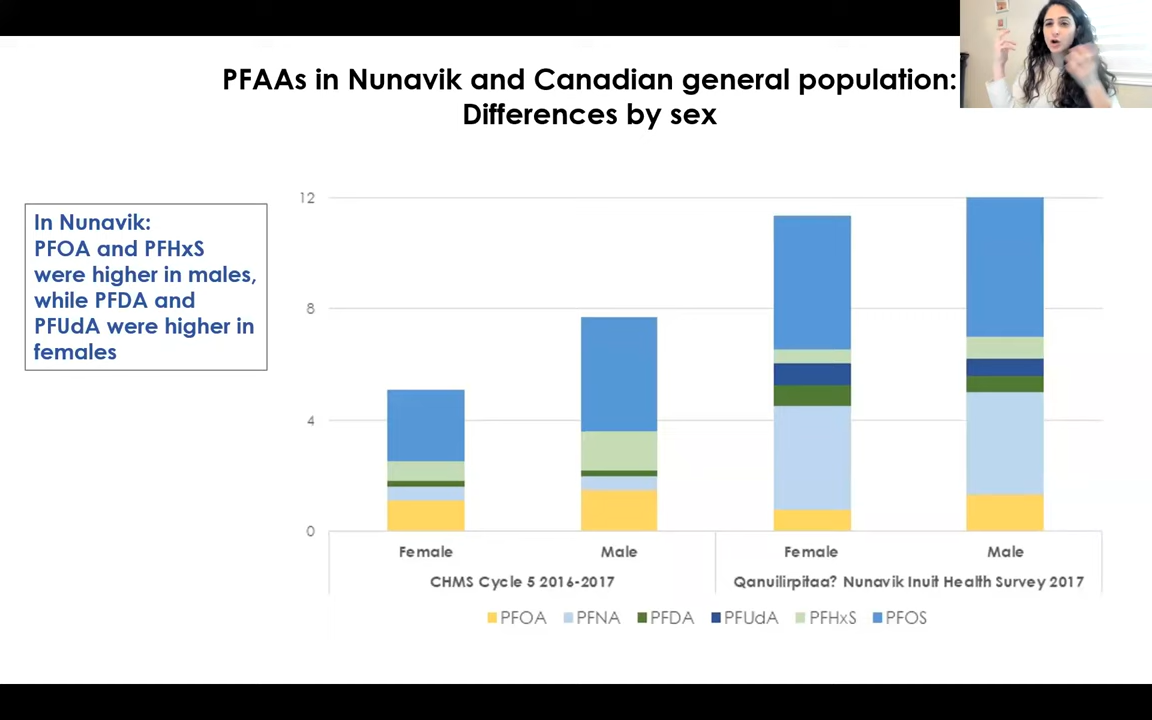 PFAAs in Nunavik and Canadian general population:
Differences by sex
In Nunavik:
PFOA and PFHxS
were higher in males,
while PFDA and
PFUdA were higher in
females
12
8
4
0
Female
Male
Female
Male
CHMS Cycle 5 2016-2017
Qanuilirpitaa? Nunavik Inuit Health Survey 2017
PFOA PFNA PFDA PFUdA PFHxS PFOS